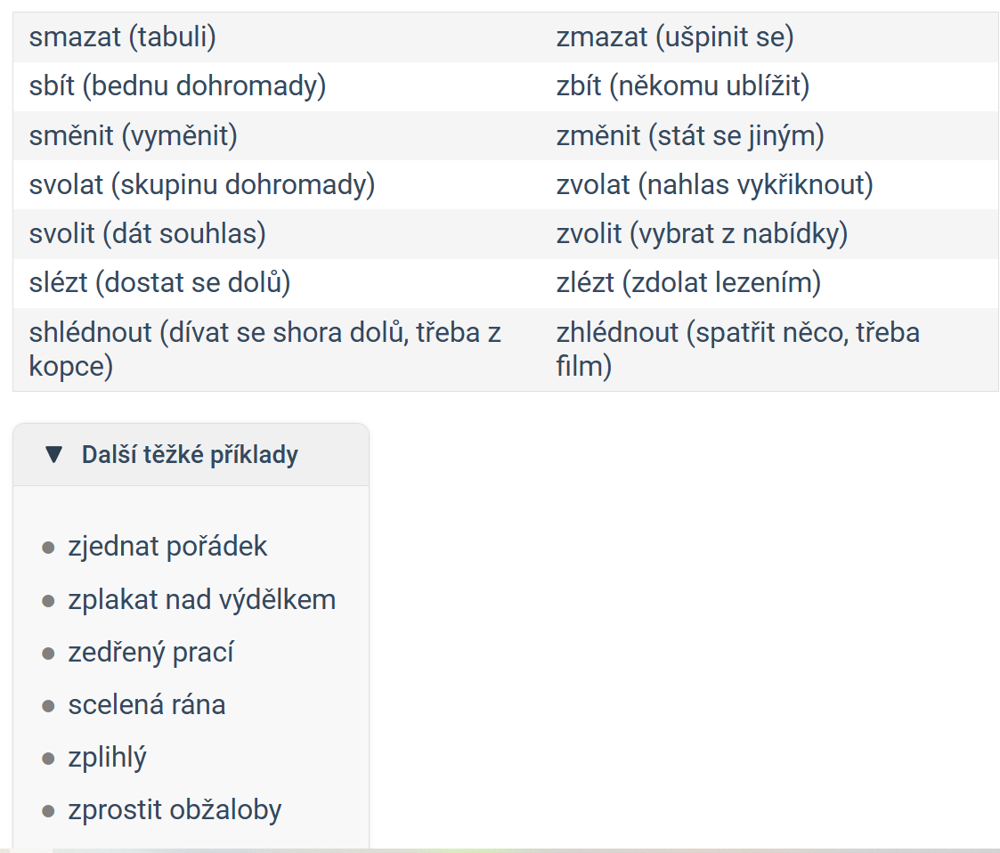 smazat (tabuli) zmazat (ušpinit se)
sbít (bednu dohromady) zbít (někomu ublížit)
směnit (vyměnit) změnit (stát se jiným)
svolat (skupinu dohromady) zvolat (nahlas vykřiknout)
svolit (dát souhlas) zvolit (vybrat z nabídky)
slézt (dostat se dolů) zlézt (zdolat lezením)
shlédnout (dívat se shora dolů, třeba z
kopce)
zhlédnout (spatřit něco, třeba
film)
▼ Další těžké příklady
● zjednat pořádek
● zplakat nad výdělkem
● zedřený prací
● scelená rána
● zplihlý
● zprostit obžaloby